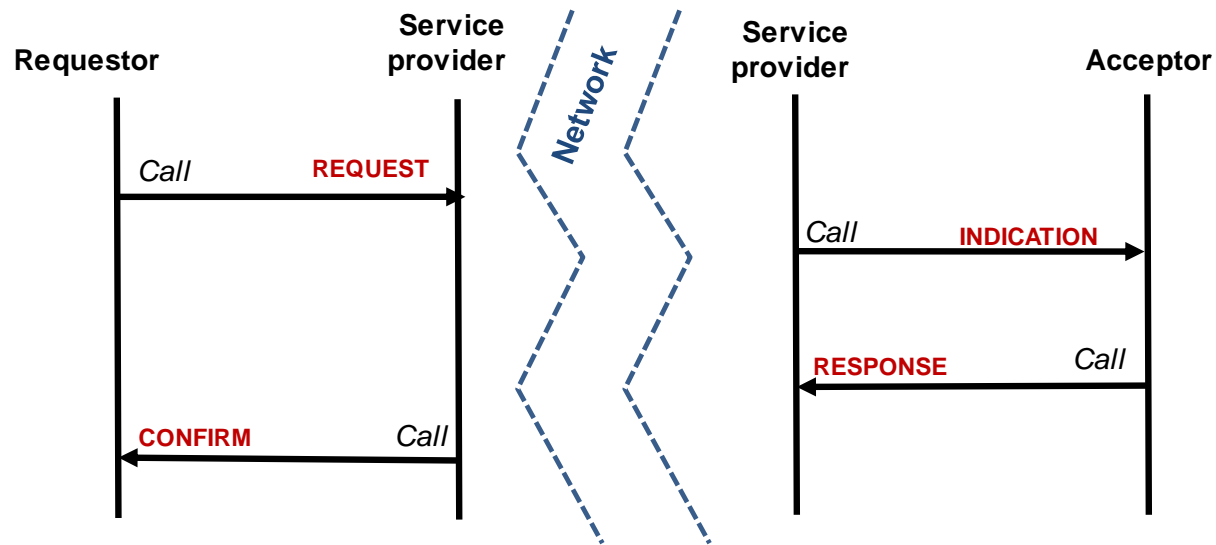 Requestor
Service
provider
Network
Service
provider
Acceptor
Call
REQUEST
Call
INDICATION
RESPONSE
Call
CONFIRM
Call